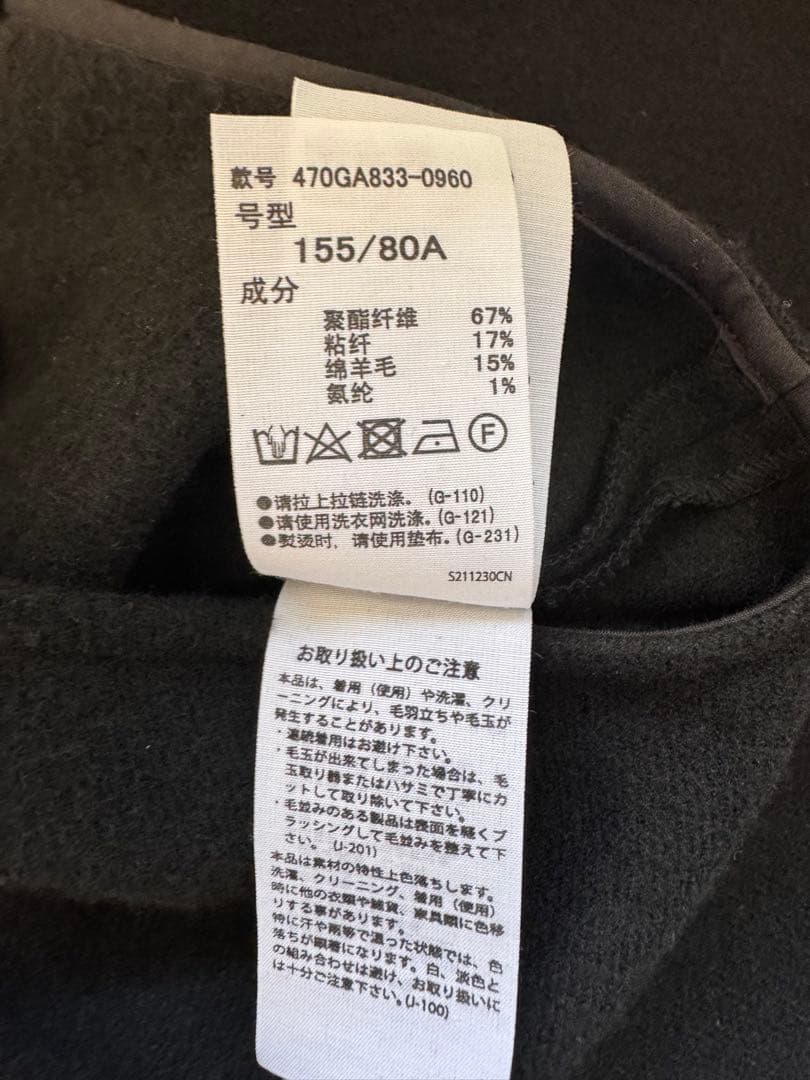 款号 470GA833-0960
号型
155/80A
成分
聚酯纤维 67%
粘纤 17%
绵羊毛 15%
氨纶 1%
F
●请拉上拉链洗涤。(G-110)
●请使用洗衣网洗涤。(G-121)
●熨烫时，请使用垫布。(G-231)
S211230CN
お取り扱い上のご注意
本品は、着用（使用）や洗濯、クリ
ーニングにより、毛羽立ちや毛玉が
発生することがあります。
・連続着用はお避け下さい。
・毛玉が出来てしまった場合は、毛
玉取り器またはハサミで丁寧にカ
ットして取り除いて下さい。
・毛並みのある製品は表面を軽くブ
ラッシングして毛並みを整えて下
さい。 (J-201)
本品は素材の特性上色落ちします。
洗濯、クリーニング、着用（使用）
時に他の衣類や雑貨、家具類に色移
りする事があります。
特に汗や雨等で湿った状態では、色
落ちが顕著になります。白、淡色と
の組み合わせは避け、お取り扱いに
は十分ご注意下さい。(J-100)